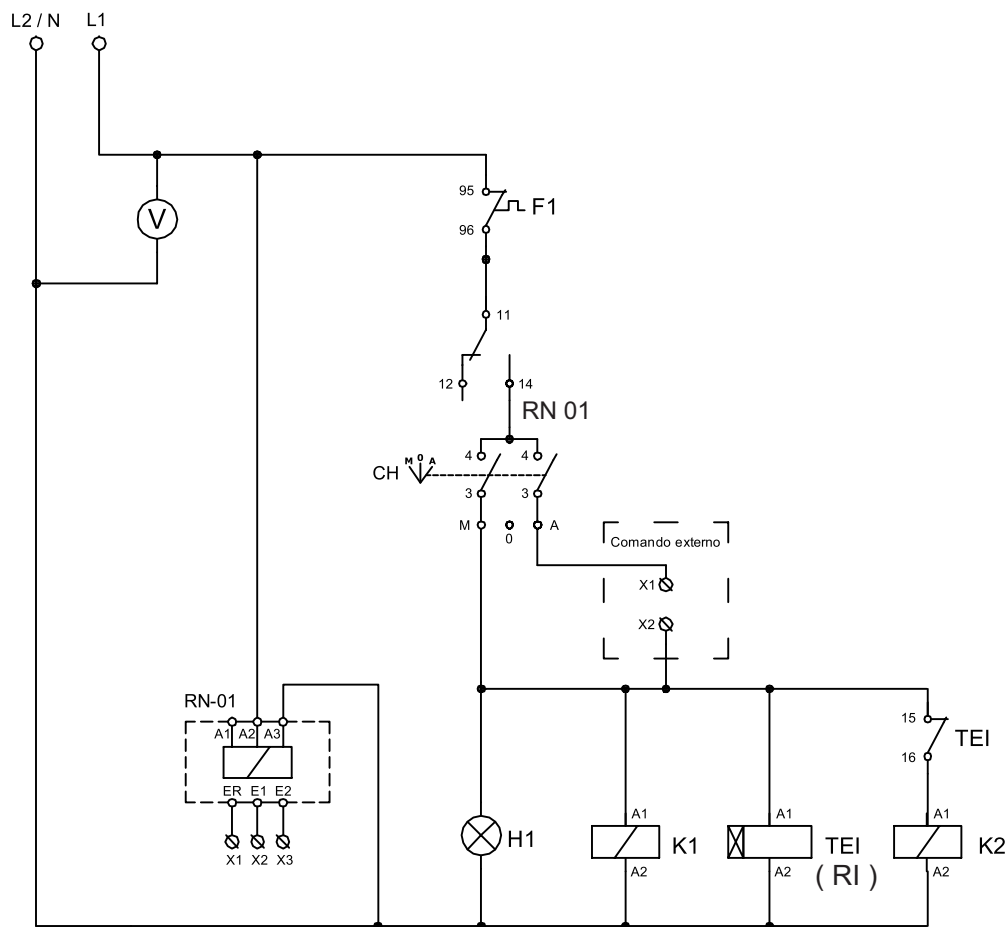 L2 / N
L1
V
95
F1
96
11
12
14
RN 01
4
4
CH
M 0 A
3
3
M
0
A
Comando externo
X1
X2
RN-01
A1
A2
A3
ER
E1
E2
X1
X2
X3
15
TEI
16
H1
A1
K1
A2
A1
TEI
( RI )
A2
A1
K2
A2